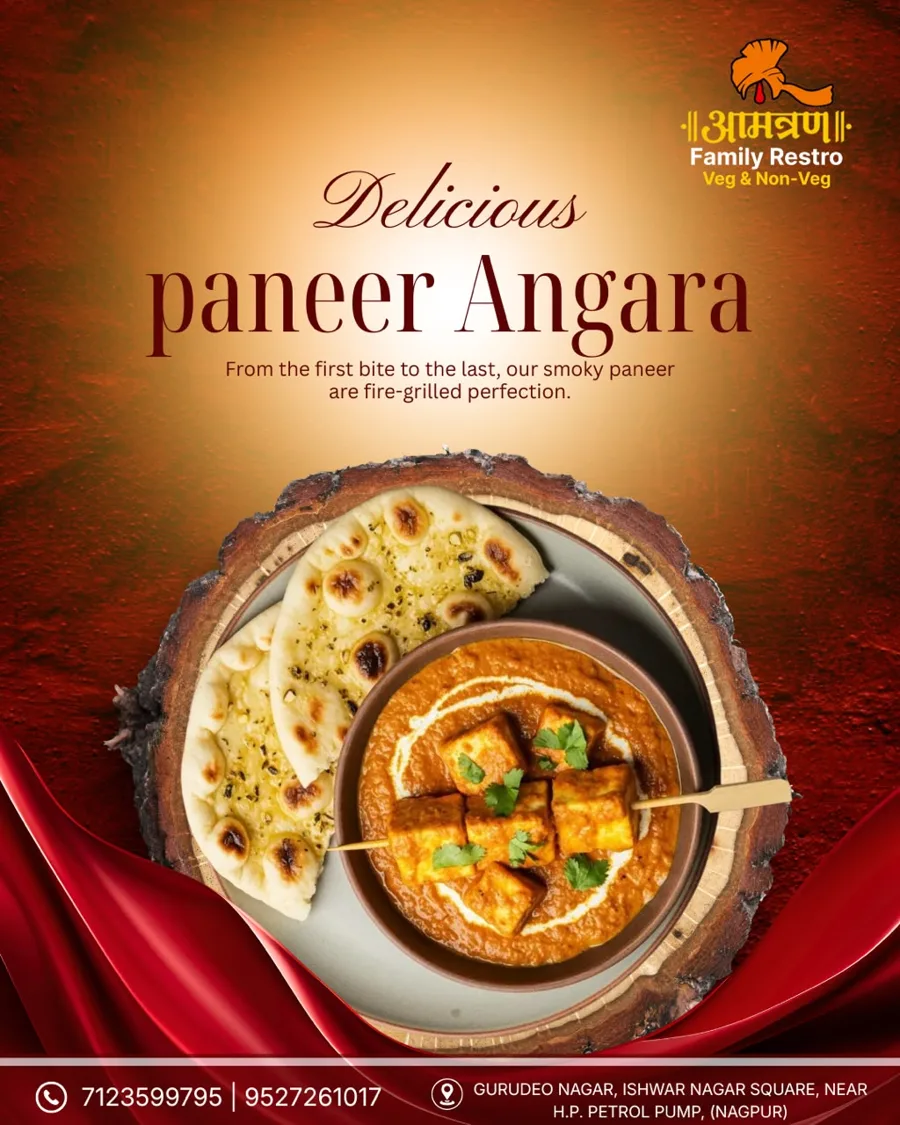 ॥आमत्रण॥
Family Restro
Veg & Non-Veg
Delicious
paneer Angara
From the first bite to the last, our smoky paneer
are fire-grilled perfection.
7123599795 | 9527261017
GURUDEO NAGAR, ISHWAR NAGAR SQUARE, NEAR
H.P. PETROL PUMP, (NAGPUR)